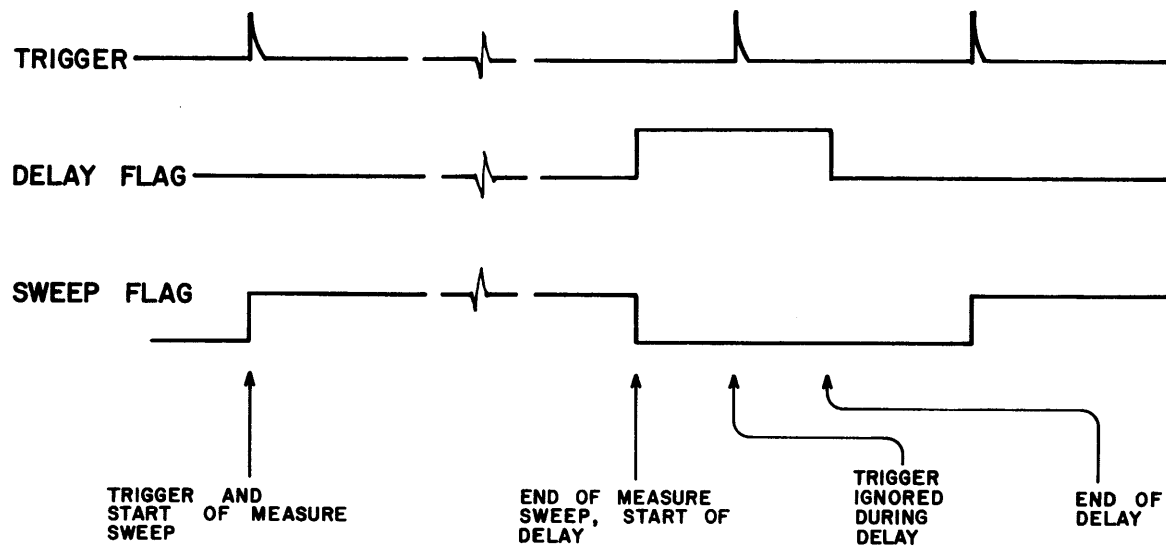 TRIGGER
DELAY FLAG
SWEEP FLAG
TRIGGER AND
START OF MEASURE
SWEEP
END OF MEASURE
SWEEP, START OF
DELAY
TRIGGER
IGNORED
DURING
DELAY
END OF
DELAY